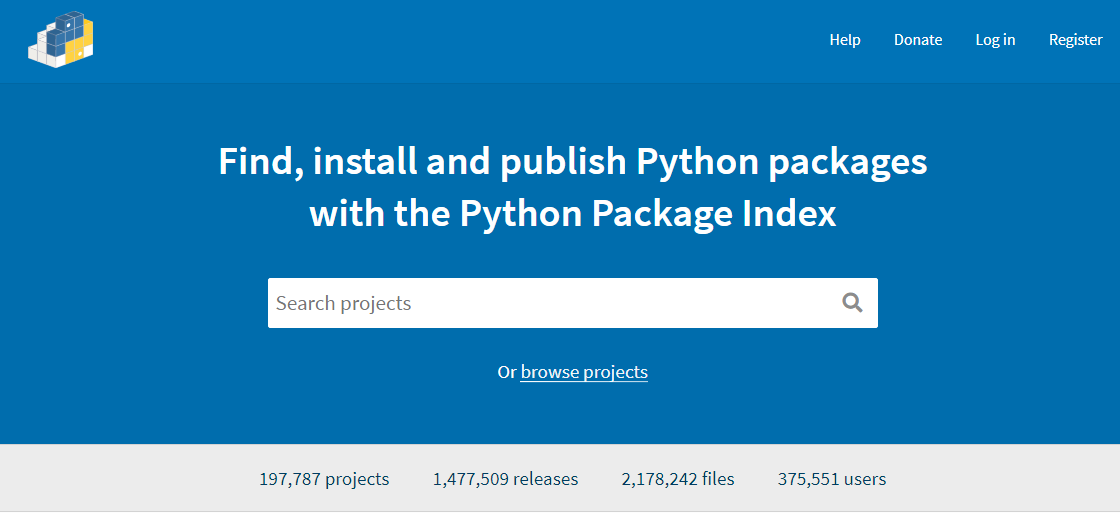 Help Donate Log in Register
Find, install and publish Python packages
with the Python Package Index
Search projects
Or browse projects
197,787 projects 1,477,509 releases 2,178,242 files 375,551 users